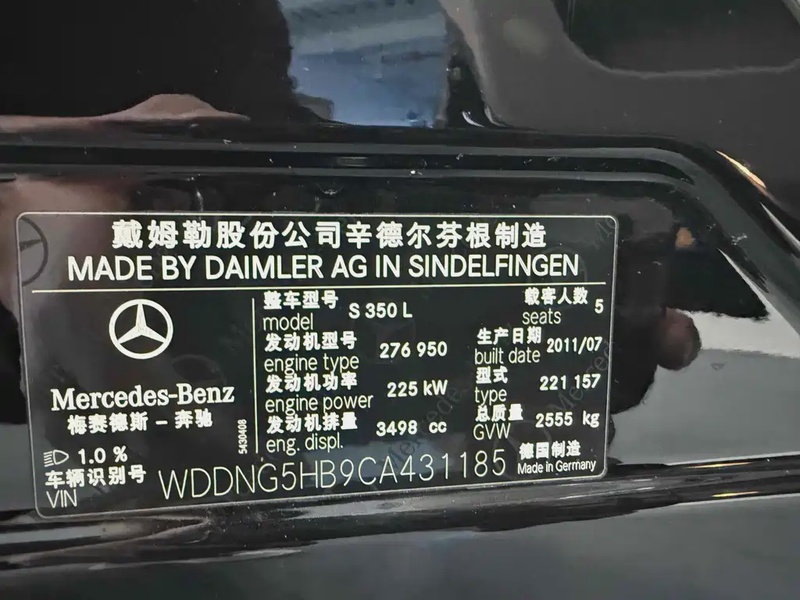 戴姆勒股份公司辛德尔芬根制造
MADE BY DAIMLER AG IN SINDELFINGEN
Mercedes-Benz
梅赛德斯－奔驰
1.0 %
5430408
整车型号 S 350 L 载客人数 5
model seats
发动机型号 276 950 生产日期 2011/07
engine type built date
发动机功率 225 kW 型式 221 157
engine power type
发动机排量 3498 cc 总质量 2555 kg
eng. displ. GVW
德国制造
Made in Germany
车辆识别号 WDDNG5HB9CA431185
VIN